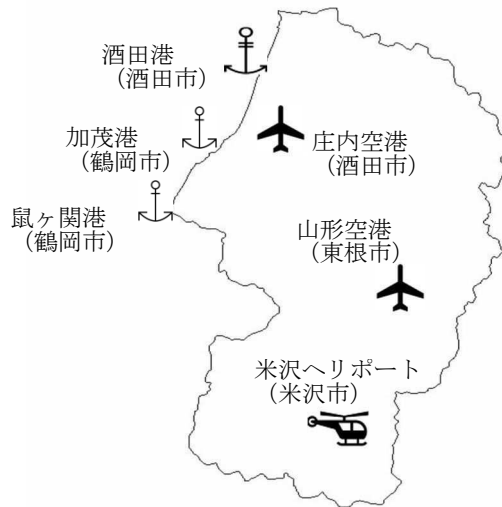 酒田港
（酒田市）
加茂港
（鶴岡市）
庄内空港
（酒田市）
鼠ヶ関港
（鶴岡市）
山形空港
（東根市）
米沢ヘリポート
（米沢市）